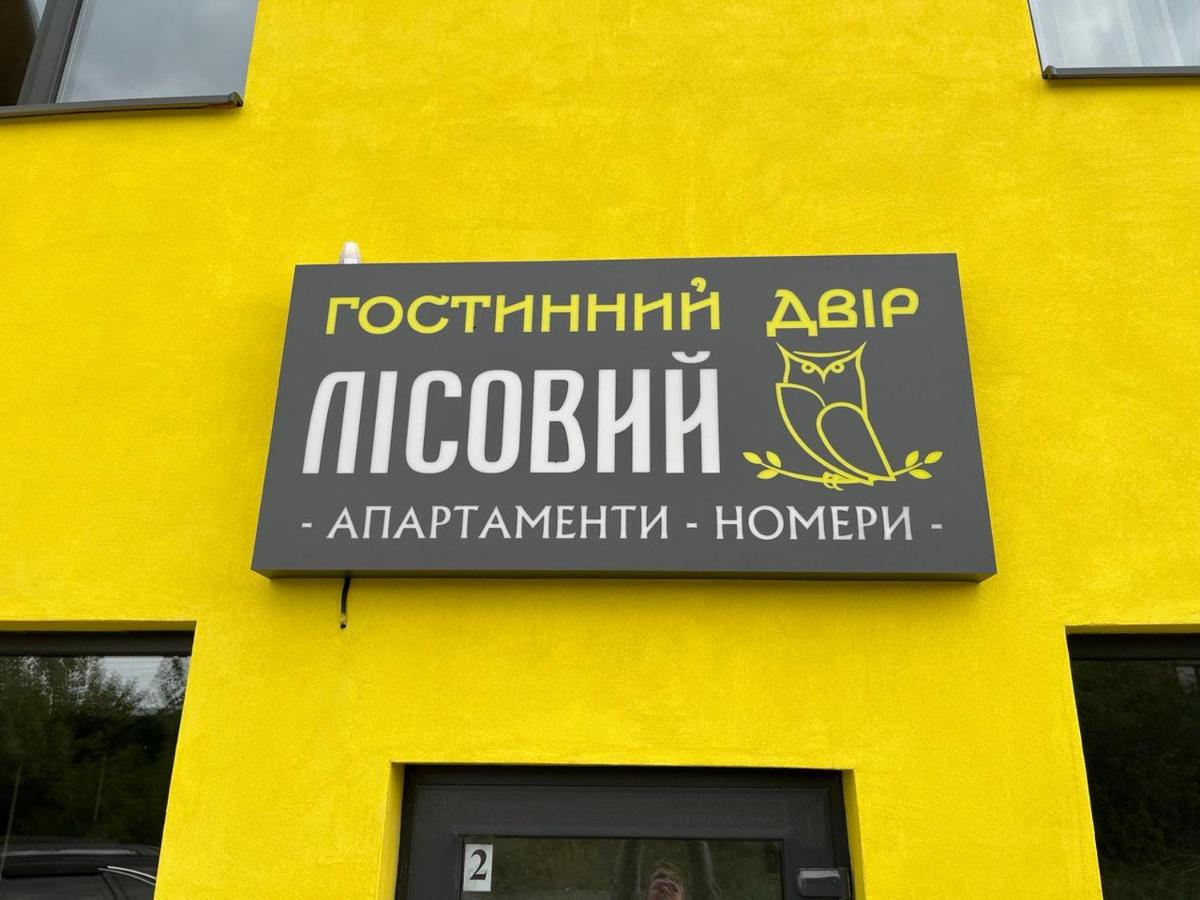 ГОСТИННИЙ ДВІР
ЛІСОВИЙ
- АПАРТАМЕНТИ - НОМЕРИ -
2